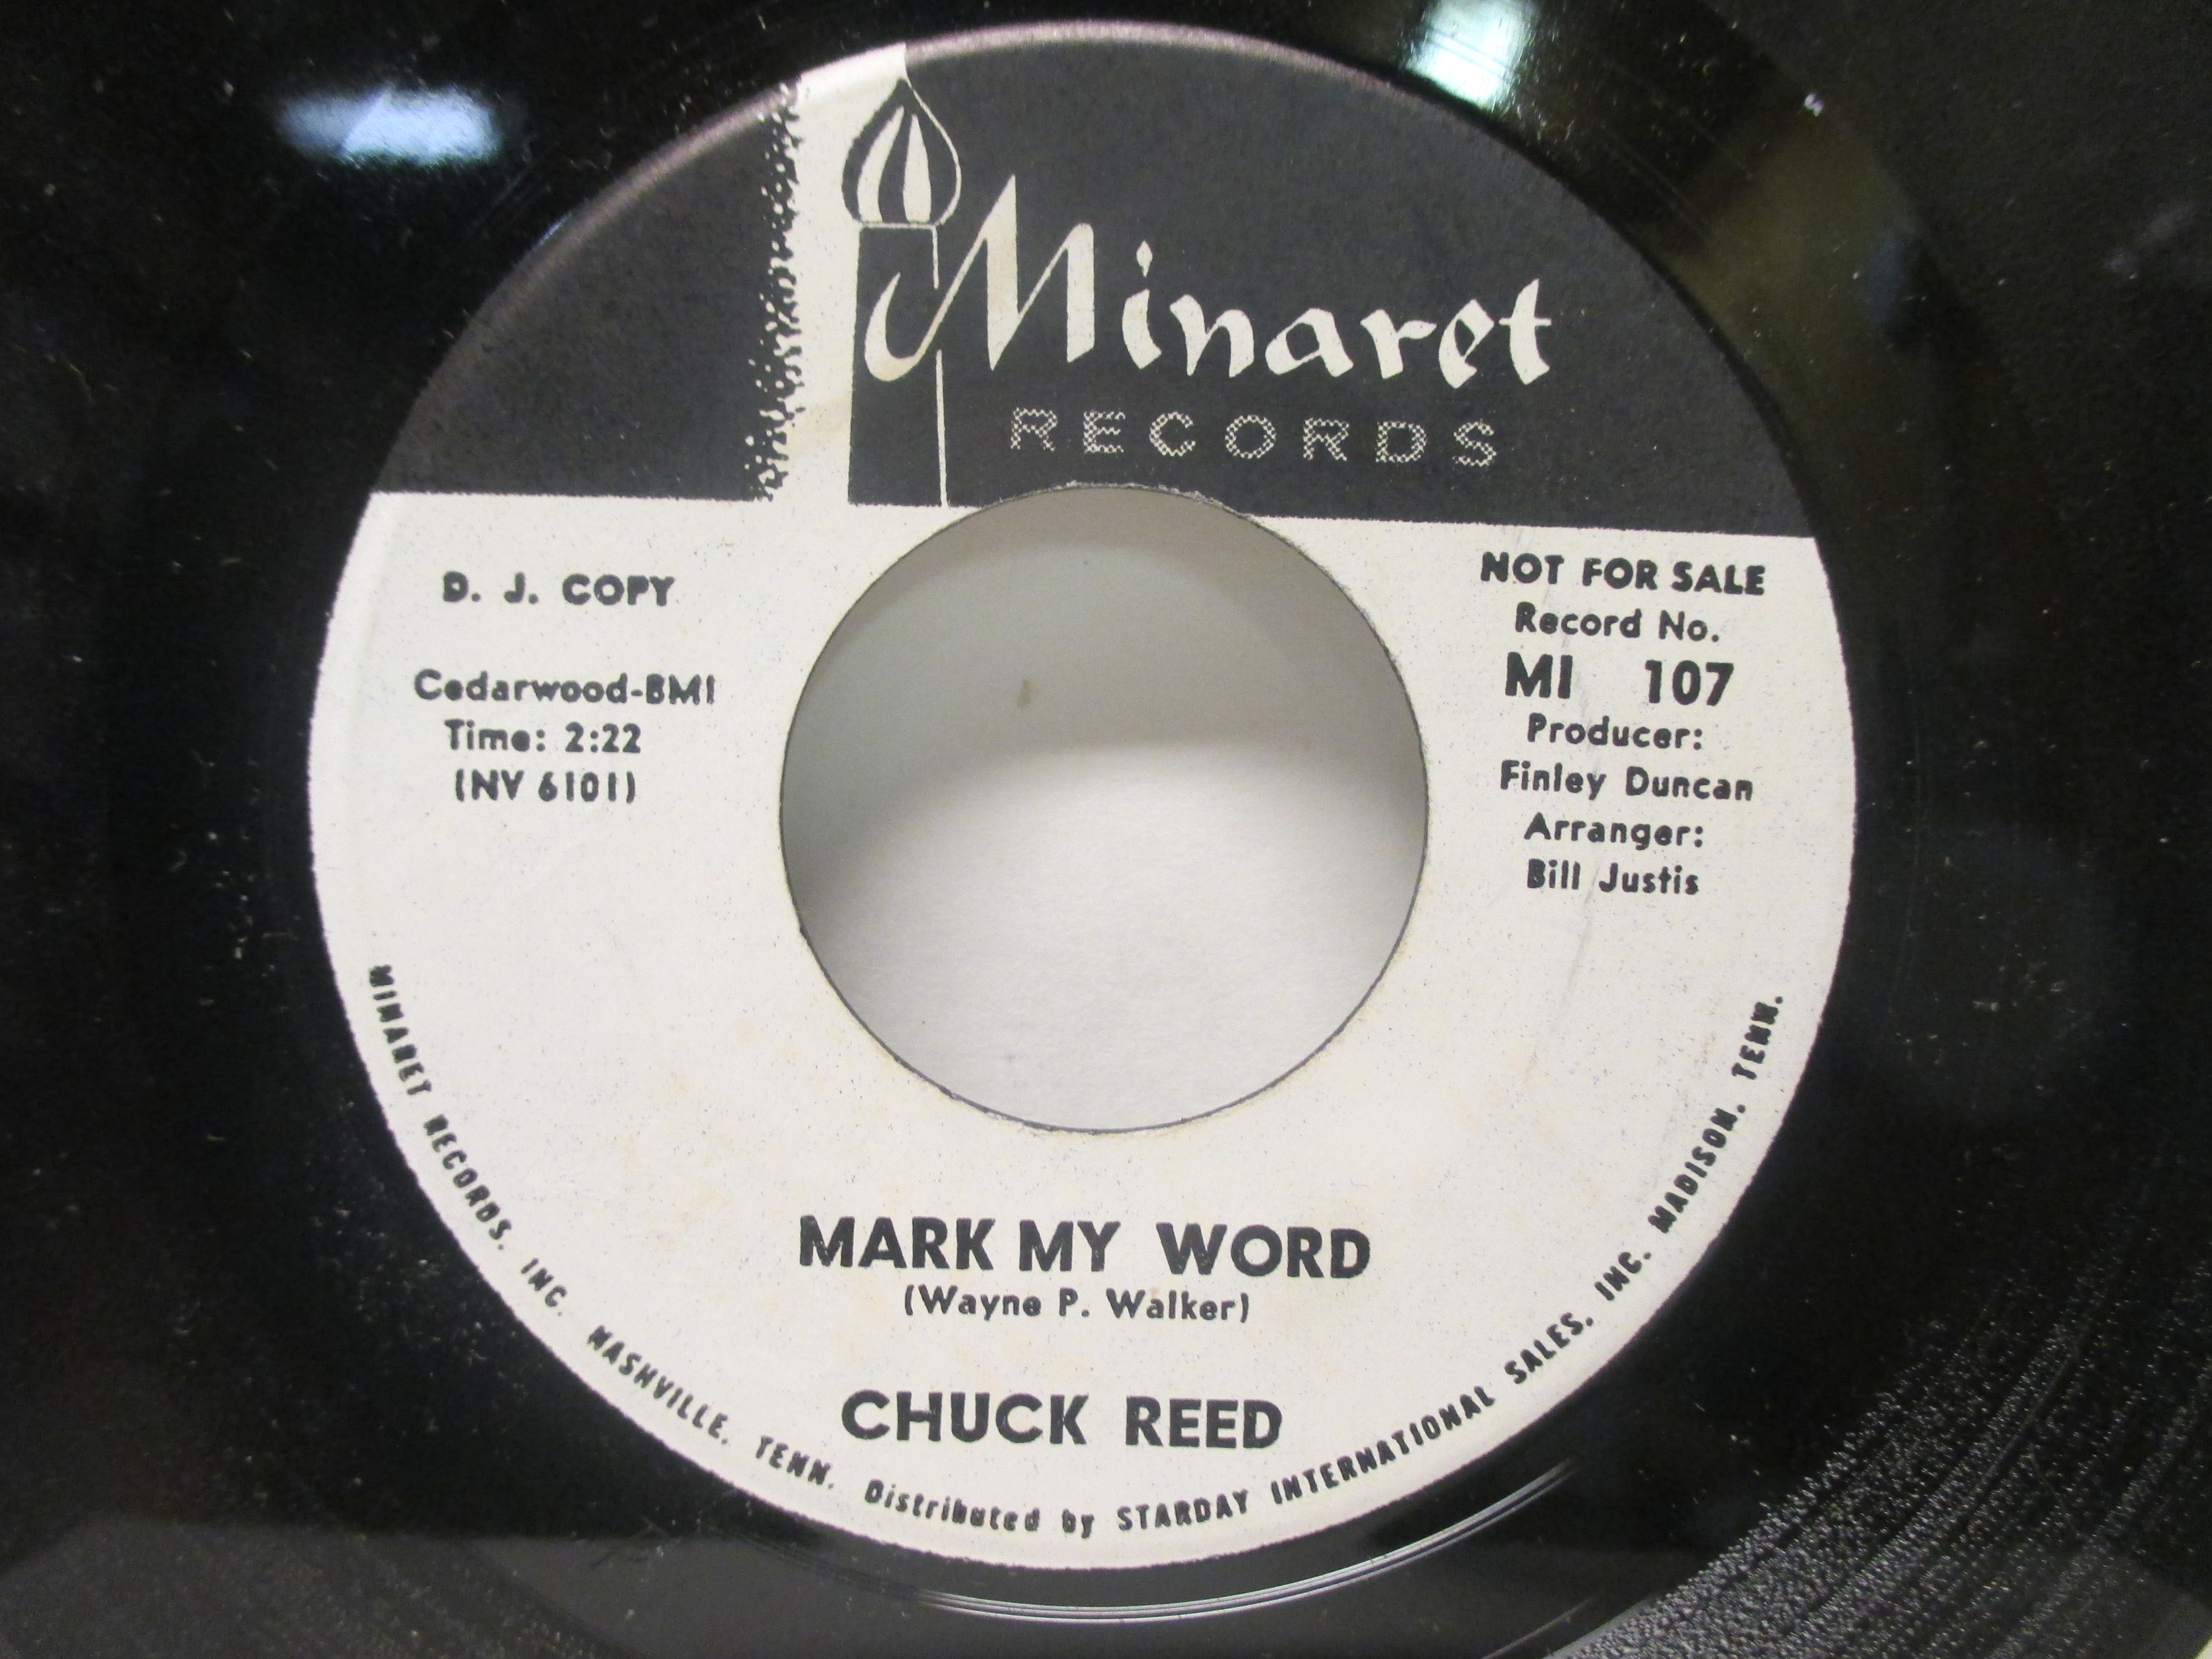 Minaret
RECORDS
D. J. COPY
Cedarwood-BMI
Time: 2:22
(NV 6101)
NOT FOR SALE
Record No.
MI 107
Producer:
Finley Duncan
Arranger:
Bill Justis
MARK MY WORD
(Wayne P. Walker)
CHUCK REED
MINARET RECORDS, INC. NASHVILLE, TENN. Distributed by STARDAY INTERNATIONAL SALES, INC. MADISON, TENN.